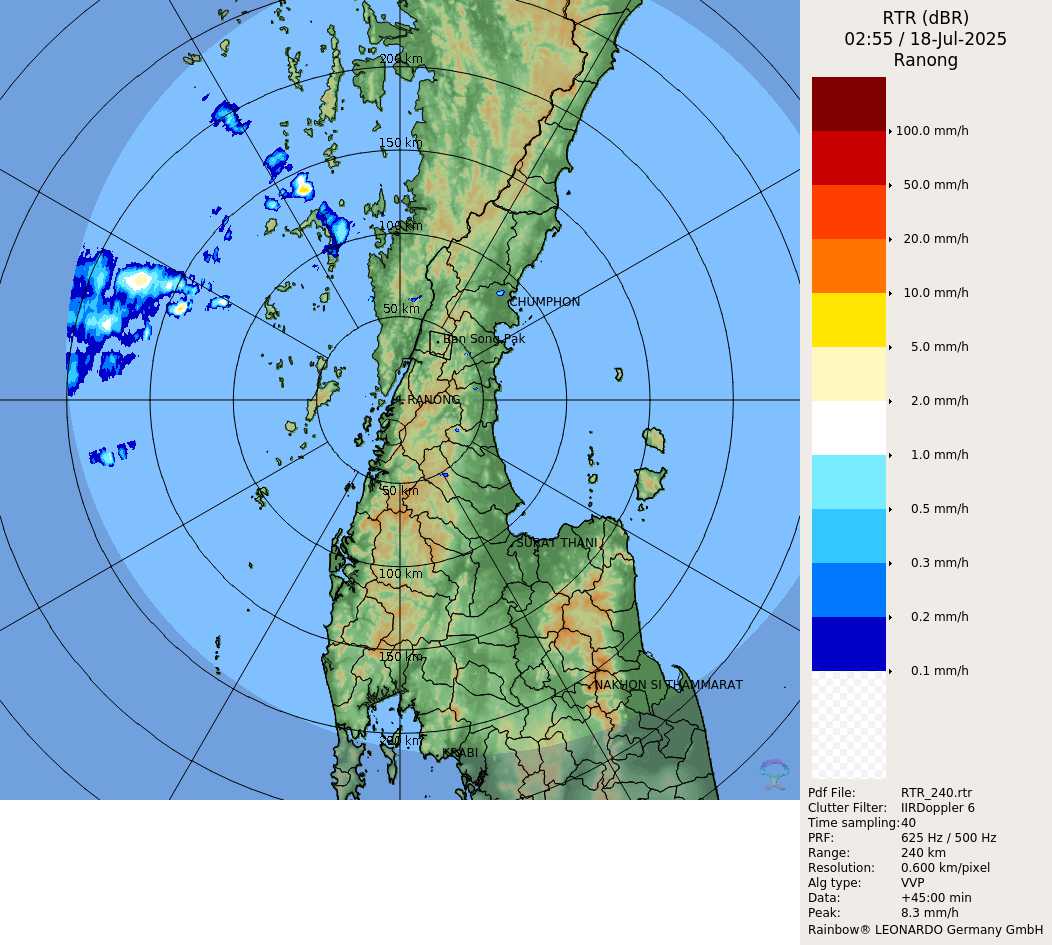 RTR (dBR)
02:55 / 18-Jul-2025
Ranong
200 km
150 km
100 km
50 km
CHUMPHON
Ban Song Pak
RANONG
50 km
SURAT THANI
100 km
150 km
NAKHON SI THAMMARAT
200 km
KRABI
100.0 mm/h
50.0 mm/h
20.0 mm/h
10.0 mm/h
5.0 mm/h
2.0 mm/h
1.0 mm/h
0.5 mm/h
0.3 mm/h
0.2 mm/h
0.1 mm/h
Pdf File: RTR_240.rtr
Clutter Filter: IIRDoppler 6
Time sampling:40
PRF: 625 Hz / 500 Hz
Range: 240 km
Resolution: 0.600 km/pixel
Alg type: VVP
Data: +45:00 min
Peak: 8.3 mm/h
Rainbow® LEONARDO Germany GmbH